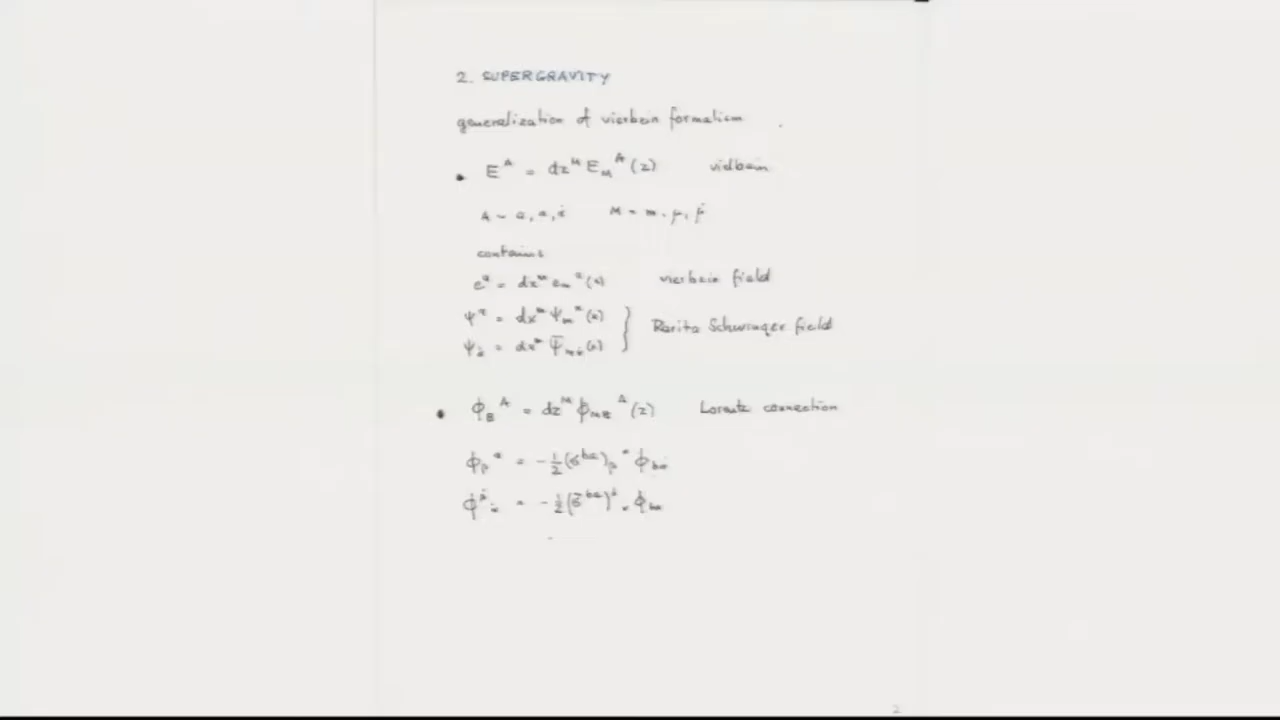 2. SUPERGRAVITY
generalization of vierbein formalism
• E^A = dz^M E_M^A (z) vielbein
A ~ a, α, α̇ M = m, μ, μ̇
contains
e^a = dx^m e_m^a (x) vierbein field
ψ^α = dx^m ψ_m^α (x)
ψ_α̇ = dx^m ψ̄_mα̇ (x) } Rarita Schwinger field
• ϕ_B^A = dz^M ϕ_MB^A (z) Lorentz connection
ϕ_β^α = -1/2 (σ^ba)_β^α ϕ_ba
ϕ^β̇_α̇ = -1/2 (σ̄^ba)^β̇_α̇ ϕ_ba
2